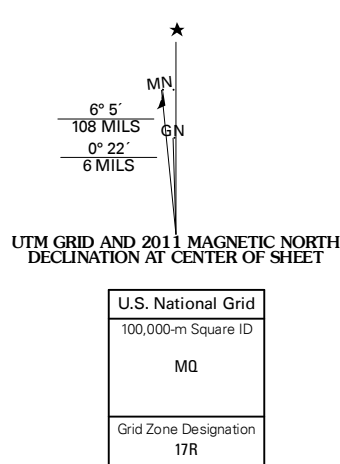 MN
6° 5´
108 MILS
GN
0° 22´
6 MILS
UTM GRID AND 2011 MAGNETIC NORTH
DECLINATION AT CENTER OF SHEET
U.S. National Grid
100,000-m Square ID
MQ
Grid Zone Designation
17R